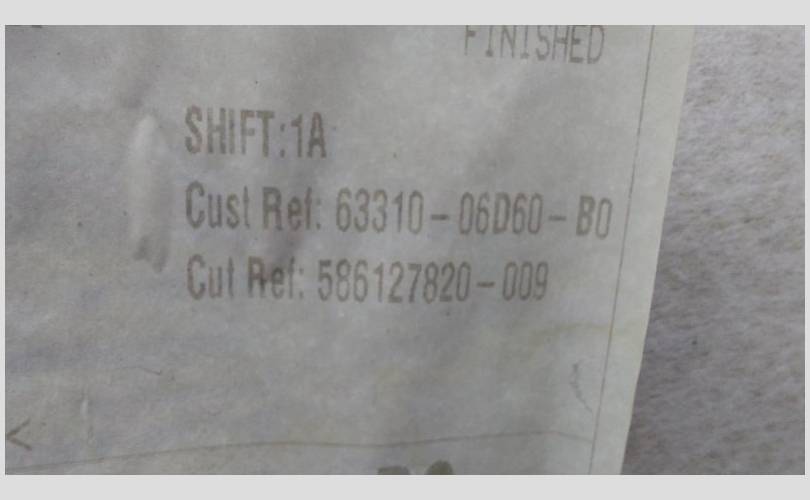 FINISHED
SHIFT:1A
Cust Ref: 63310-06D60-B0
Cut Ref: 586127820-009